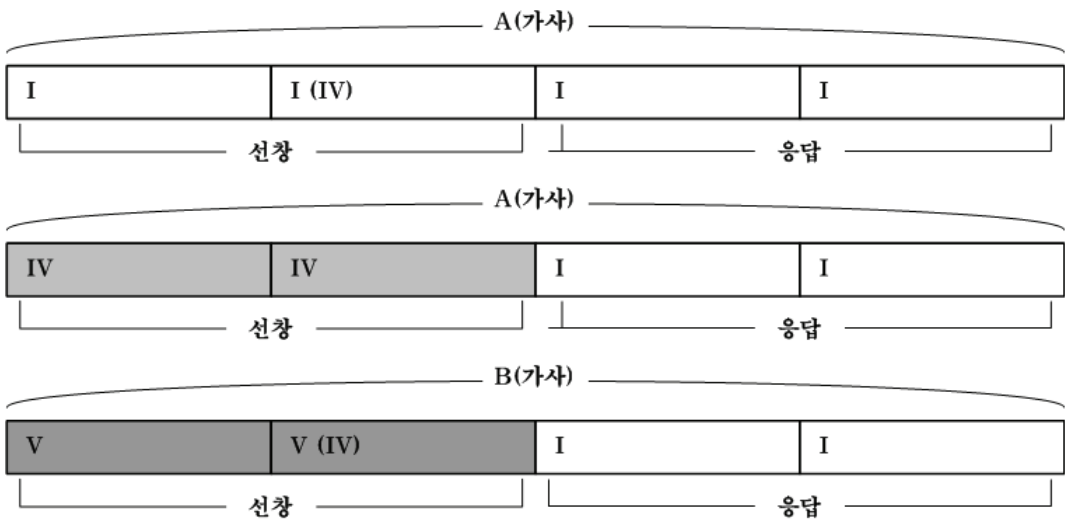 A(가사)
I I (IV) I I
선창 응답
A(가사)
IV IV I I
선창 응답
B(가사)
V V (IV) I I
선창 응답